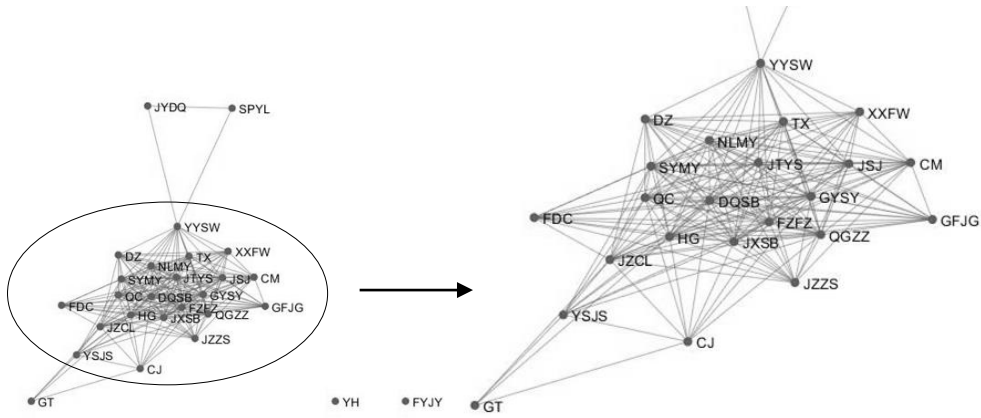 JYDQ
SPYL
YYSW
DZ
TX
XXFW
NLMY
SYMY
JTYS
JSJ
CM
QC
DQSB
GYSY
FDC
FZFZ
GFJG
HG
JXSB
QGZZ
JZCL
JZZS
YSJS
CJ
GT
YH
FYJY
YYSW
XXFW
DZ
TX
NLMY
SYMY
JTYS
JSJ
CM
QC
DQSB
GYSY
FDC
FZFZ
GFJG
HG
JXSB
QGZZ
JZCL
JZZS
YSJS
CJ
GT